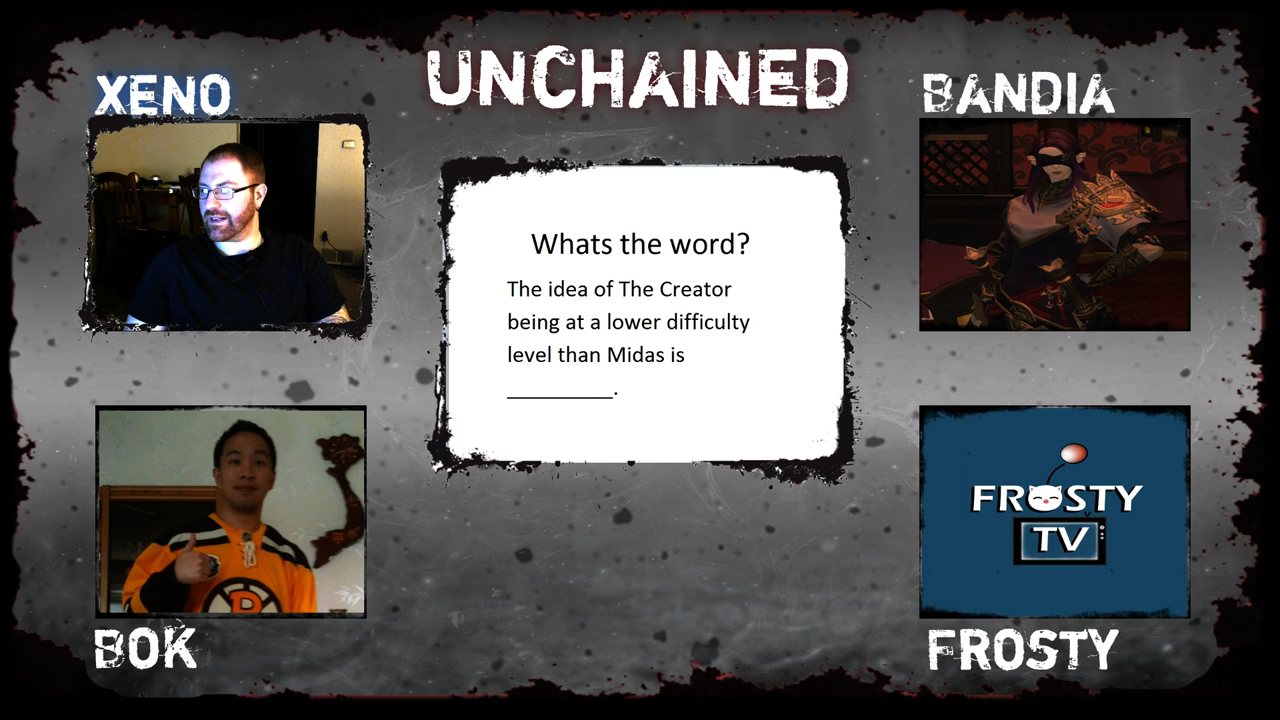 UNCHAINED
XENO
BANDIA
Whats the word?
The idea of The Creator
being at a lower difficulty
level than Midas is
__________.
FROSTY
TV
BOK
FROSTY